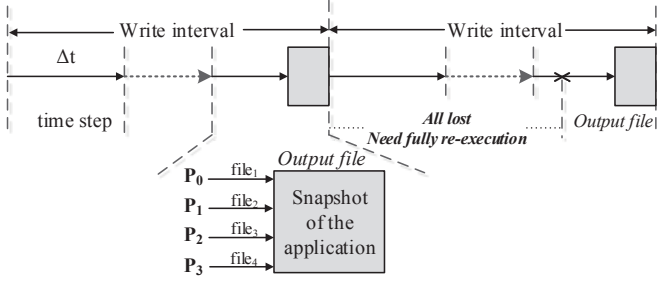 Write interval
Write interval
Δt
time step
All lost
Need fully re-execution
Output file
Output file
P0 file1
P1 file2
P2 file3
P3 file4
Snapshot
of the
application